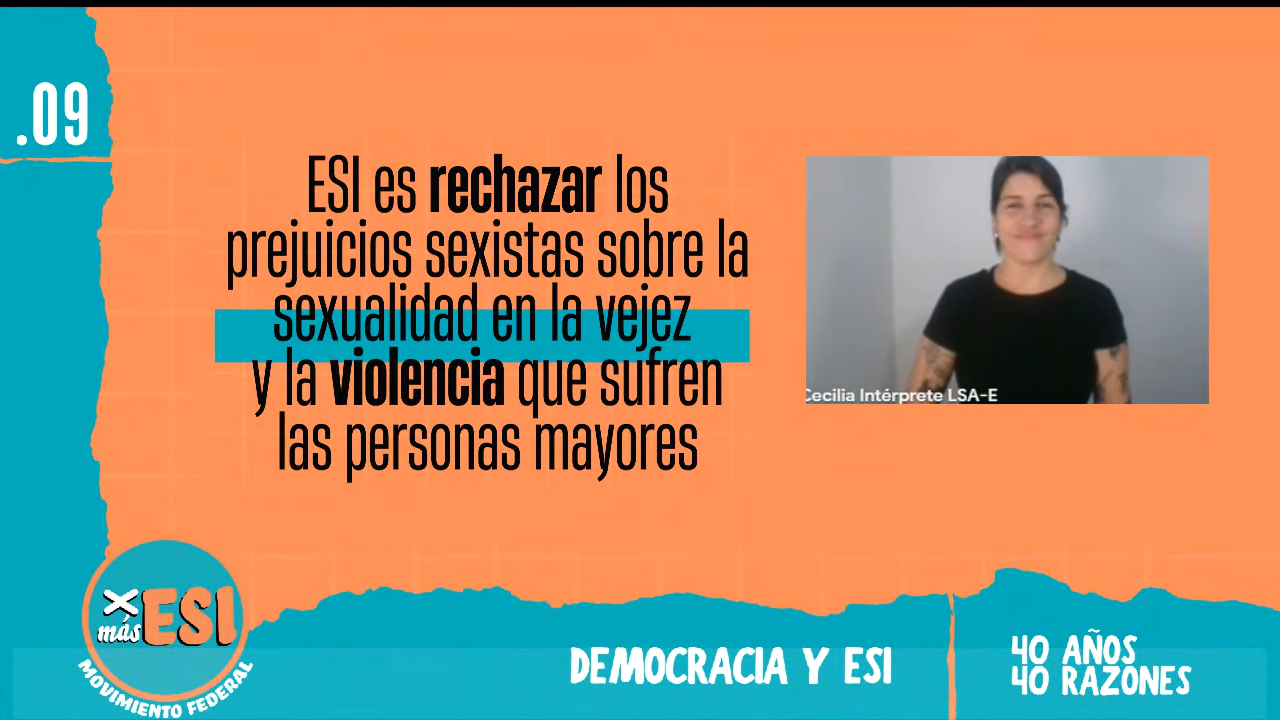 .09
ESI es rechazar los
prejuicios sexistas sobre la
sexualidad en la vejez
y la violencia que sufren
las personas mayores
Cecilia Intérprete LSA-E
x
más ESI
MOVIMIENTO FEDERAL
DEMOCRACIA Y ESI
40 AÑOS
40 RAZONES